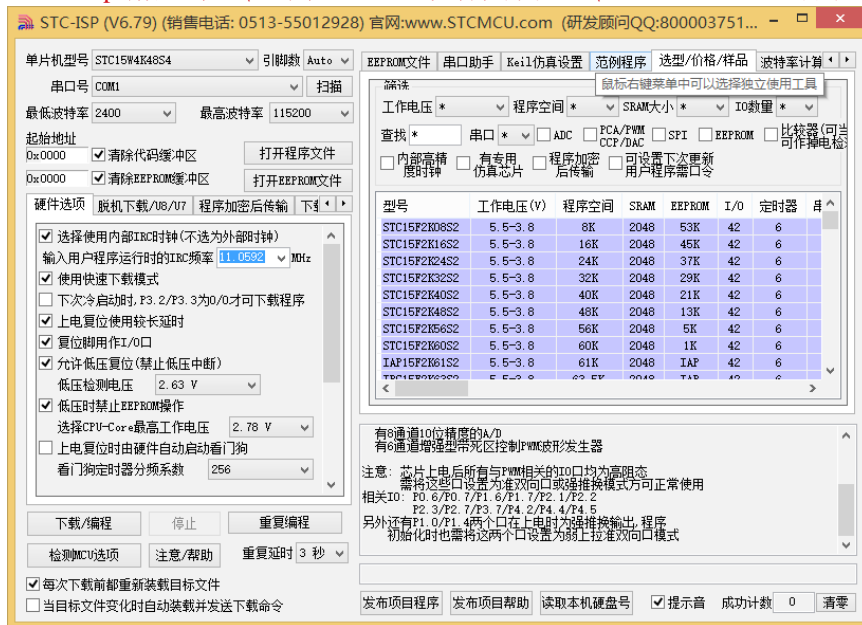 STC-ISP (V6.79) (销售电话: 0513-55012928) 官网:www.STCMCU.com (研发顾问QQ:800003751...
单片机型号 STC15W4K48S4 引脚数 Auto
串口号 COM1 扫描
最低波特率 2400 最高波特率 115200
起始地址
0x0000 清除代码缓冲区 打开程序文件
0x0000 清除EEPROM缓冲区 打开EEPROM文件
硬件选项 脱机下载/U8/U7 程序加密后传输
选择使用内部IRC时钟(不选为外部时钟)
输入用户程序运行时的IRC频率 11.0592 MHz
使用快速下载模式
下次冷启动时,P3.2/P3.3为0/0才可下载程序
上电复位使用较长延时
复位脚用作I/O口
允许低压复位(禁止低压中断)
低压检测电压 2.63 V
低压时禁止EEPROM操作
选择CPU-Core最高工作电压 2.78 V
上电复位时由硬件自动启动看门狗
看门狗定时器分频系数 256
下载/编程 停止 重复编程
检测MCU选项 注意/帮助 重复延时 3 秒
每次下载前都重新装载目标文件
当目标文件变化时自动装载并发送下载命令
EEPROM文件 串口助手 Keil仿真设置 范例程序 选型/价格/样品 波特率计算
鼠标右键菜单中可以选择独立使用工具
筛选
工作电压 * 程序空间 * SRAM大小 * IO数量 *
查找 * 串口 * ADC PCA/PWM CCP/DAC SPI EEPROM 比较器(可当 可作掉电检
内部高精度时钟 有专用仿真芯片 程序加密后传输 可设置下次更新用户程序需口令
型号 工作电压(V) 程序空间 SRAM EEPROM I/O 定时器
STC15F2K08S2 5.5-3.8 8K 2048 53K 42 6
STC15F2K16S2 5.5-3.8 16K 2048 45K 42 6
STC15F2K24S2 5.5-3.8 24K 2048 37K 42 6
STC15F2K32S2 5.5-3.8 32K 2048 29K 42 6
STC15F2K40S2 5.5-3.8 40K 2048 21K 42 6
STC15F2K48S2 5.5-3.8 48K 2048 13K 42 6
STC15F2K56S2 5.5-3.8 56K 2048 5K 42 6
STC15F2K60S2 5.5-3.8 60K 2048 1K 42 6
IAP15F2K61S2 5.5-3.8 61K 2048 IAP 42 6
有8通道10位精度的A/D
有6通道增强型带死区控制PWM波形发生器
注意: 芯片上电后所有与PWM相关的IO口均为高阻态
需将这些口设置为准双向口或强推挽模式方可正常使用
相关IO: P0.6/P0.7/P1.6/P1.7/P2.1/P2.2
P2.3/P2.7/P3.7/P4.2/P4.4/P4.5
另外还有P1.0/P1.4两个口在上电时为强推挽输出,程序
初始化时也需将这两个口设置为弱上拉准双向口模式
发布项目程序 发布项目帮助 读取本机硬盘号 提示音 成功计数 0 清零